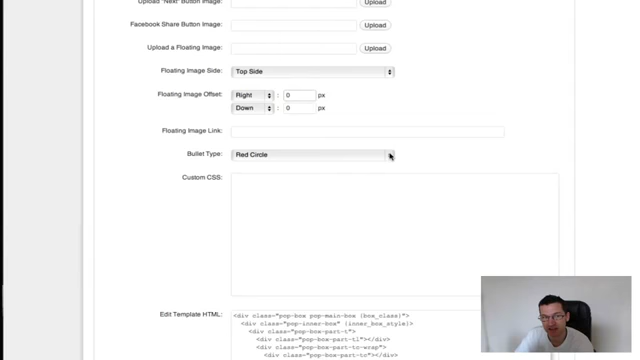 Upload "Next" Button Image: Upload
Facebook Share Button Image: Upload
Upload a Floating Image: Upload
Floating Image Side: Top Side
Floating Image Offset: Right : 0 px
Down : 0 px
Floating Image Link:
Bullet Type: Red Circle
Custom CSS:
Edit Template HTML: <div class="pop-box pop-main-box {box_class}">
<div class="pop-inner-box" {inner_box_style}>
<div class="pop-box-part-t">
<div class="pop-box-part-tl"></div>
<div class="pop-box-part-tc-wrap">
<div class="pop-box-part-tc"></div>